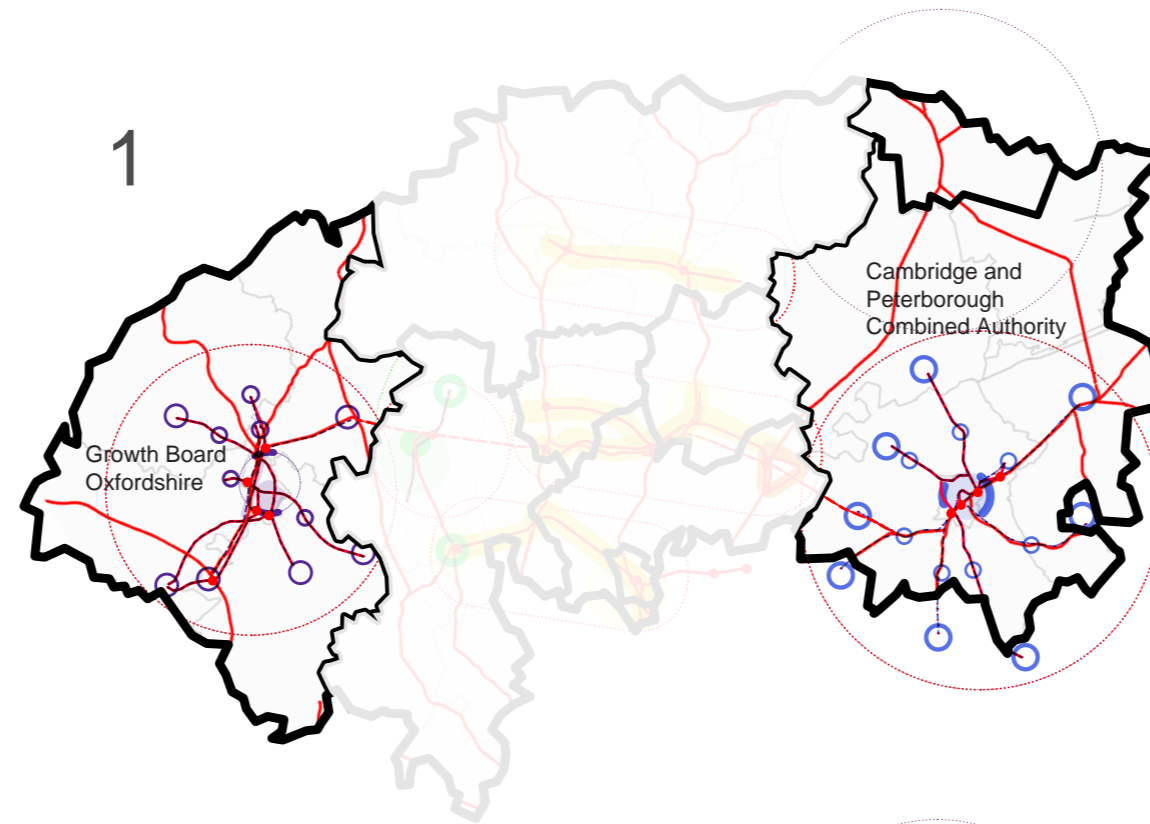 1
Growth Board
Oxfordshire
Cambridge and
Peterborough
Combined Authority